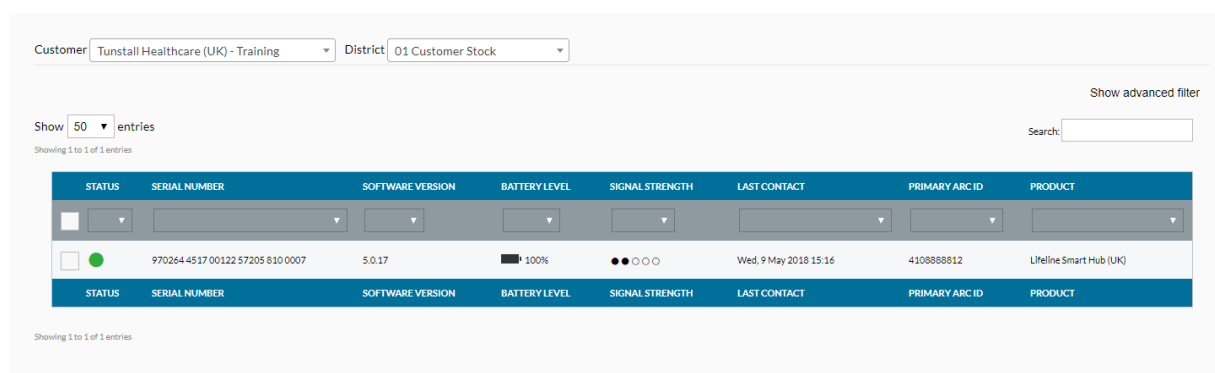 Customer Tunstall Healthcare (UK) - Training District 01 Customer Stock
Show advanced filter
Show 50 entries
Search:
Showing 1 to 1 of 1 entries
STATUS SERIAL NUMBER SOFTWARE VERSION BATTERY LEVEL SIGNAL STRENGTH LAST CONTACT PRIMARY ARC ID PRODUCT
970264 4517 00122 57205 810 0007 5.0.17 100% Wed, 9 May 2018 15:16 4108888812 Lifeline Smart Hub (UK)
STATUS SERIAL NUMBER SOFTWARE VERSION BATTERY LEVEL SIGNAL STRENGTH LAST CONTACT PRIMARY ARC ID PRODUCT
Showing 1 to 1 of 1 entries